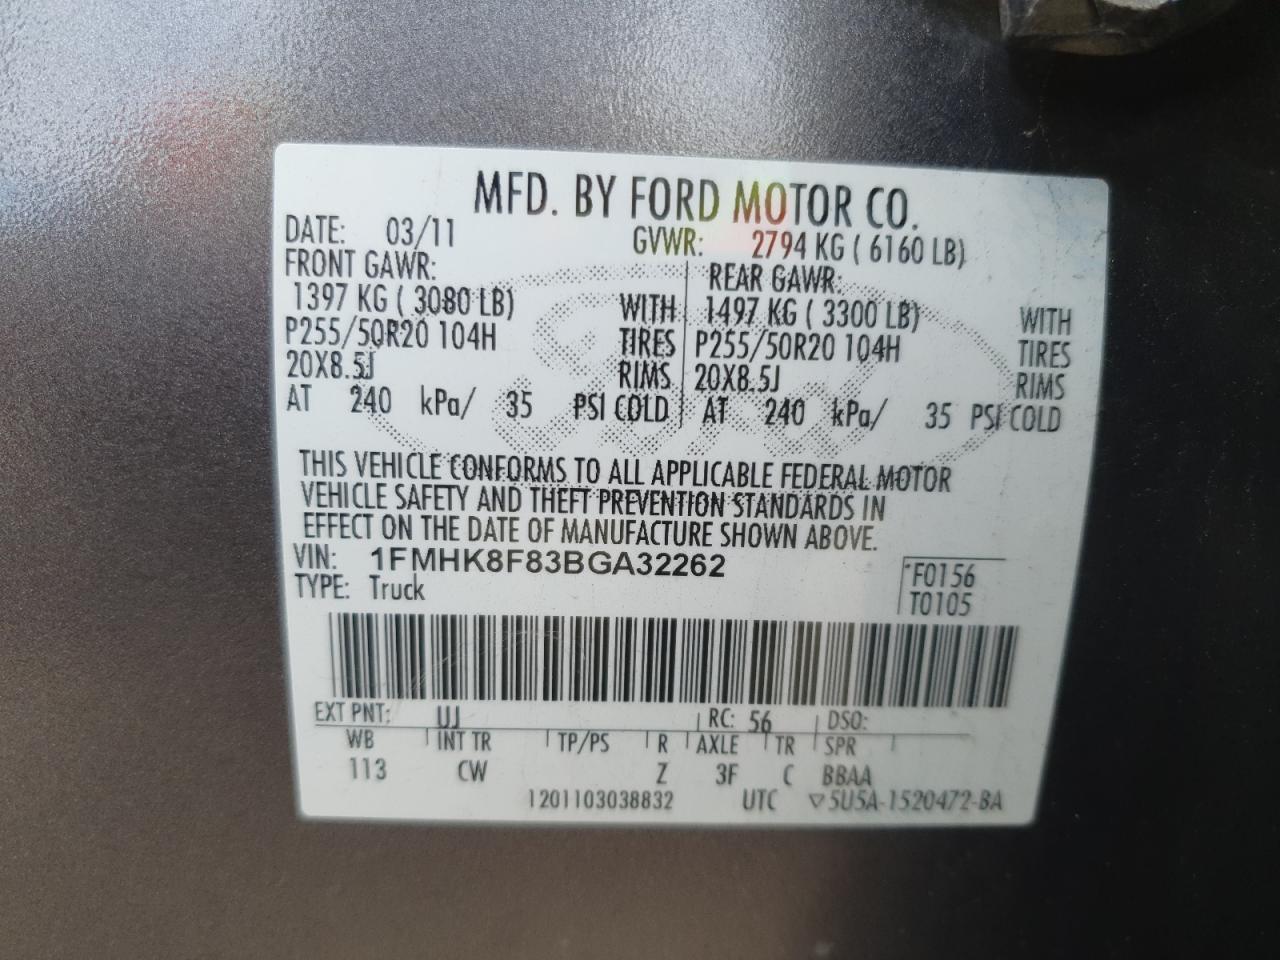 MFD. BY FORD MOTOR CO.
DATE: 03/11 GVWR: 2794 KG ( 6160 LB)
FRONT GAWR: REAR GAWR:
1397 KG ( 3080 LB) WITH 1497 KG ( 3300 LB) WITH
P255/50R20 104H TIRES P255/50R20 104H TIRES
20X8.5J RIMS 20X8.5J RIMS
AT 240 kPa/ 35 PSI COLD AT 240 kPa/ 35 PSI COLD
THIS VEHICLE CONFORMS TO ALL APPLICABLE FEDERAL MOTOR
VEHICLE SAFETY AND THEFT PREVENTION STANDARDS IN
EFFECT ON THE DATE OF MANUFACTURE SHOWN ABOVE.
VIN: 1FMHK8F83BGA32262
TYPE: Truck
*F0156
T0105
EXT PNT: UJ RC: 56 DSO:
WB INT TR TP/PS R AXLE TR SPR
113 CW Z 3F C BBAA
1201103038832 UTC ▽5U5A-1520472-BA